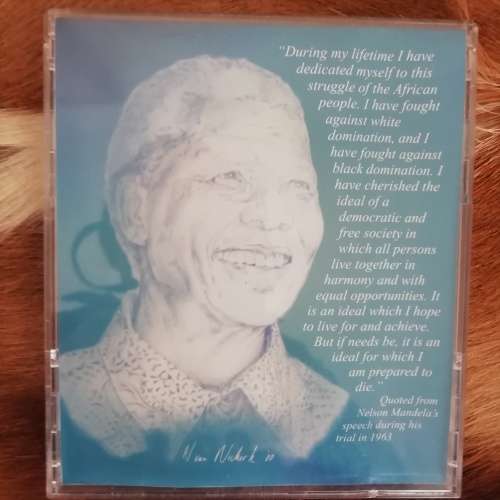 "During my lifetime I have
dedicated myself to this
struggle of the African
people. I have fought
against white
domination, and I
have fought against
black domination. I
have cherished the
ideal of a
democratic and
free society in
which all persons
live together in
harmony and with
equal opportunities. It
is an ideal which I hope
to live for and achieve.
But if needs be, it is an
ideal for which I
am prepared to
die."
Quoted from
Nelson Mandela's
speech during his
trial in 1963